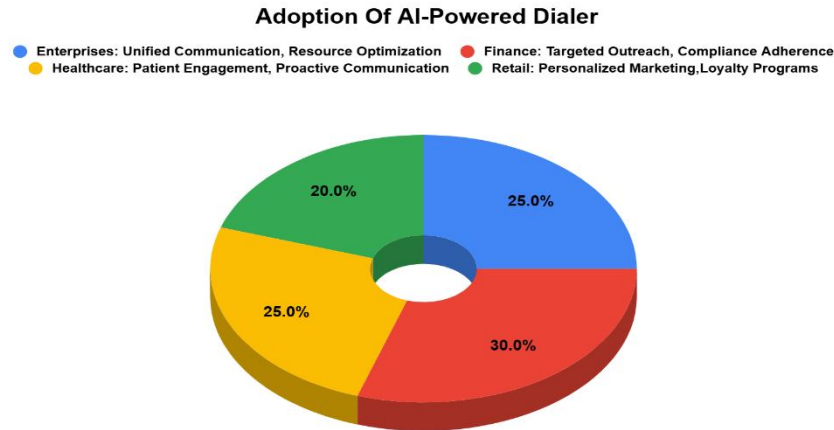 Adoption Of AI-Powered Dialer
Enterprises: Unified Communication, Resource Optimization
Finance: Targeted Outreach, Compliance Adherence
Healthcare: Patient Engagement, Proactive Communication
Retail: Personalized Marketing,Loyalty Programs
20.0%
25.0%
25.0%
30.0%